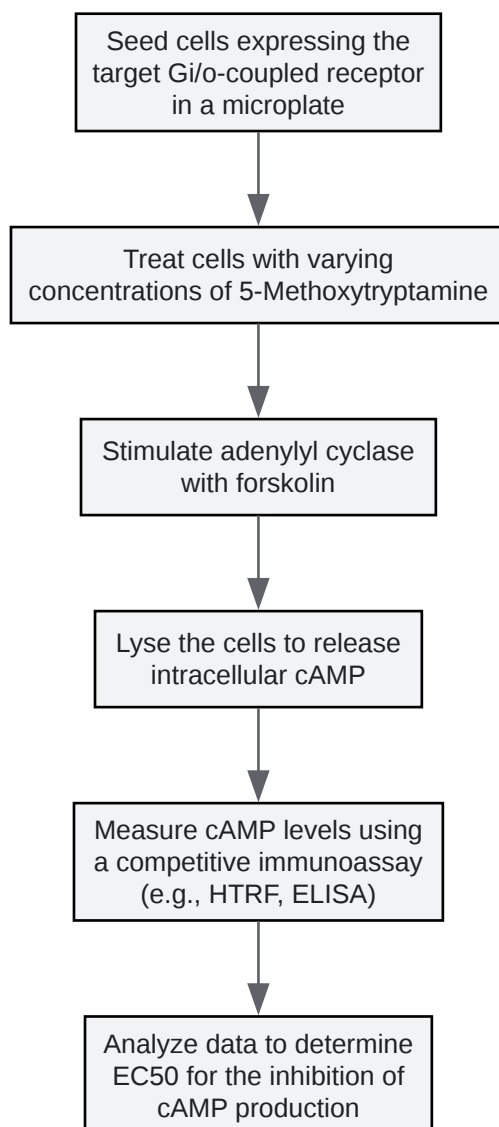 Seed cells expressing the
target Gi/o-coupled receptor
in a microplate
Treat cells with varying
concentrations of 5-Methoxytryptamine
Stimulate adenylyl cyclase
with forskolin
Lyse the cells to release
intracellular cAMP
Measure cAMP levels using
a competitive immunoassay
(e.g., HTRF, ELISA)
Analyze data to determine
EC50 for the inhibition of
cAMP production